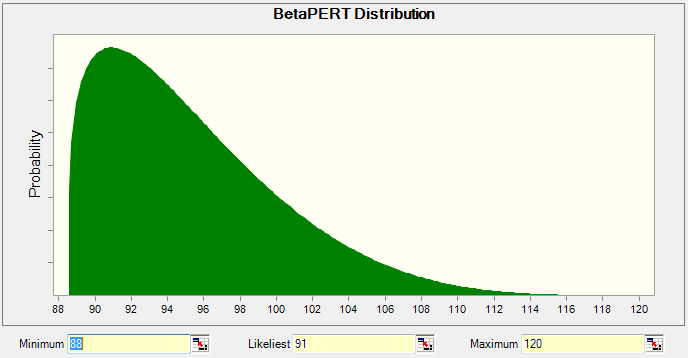 BetaPERT Distribution
Probability
88 90 92 94 96 98 100 102 104 106 108 110 112 114 116 118 120
Minimum 88 Likeliest 91 Maximum 120